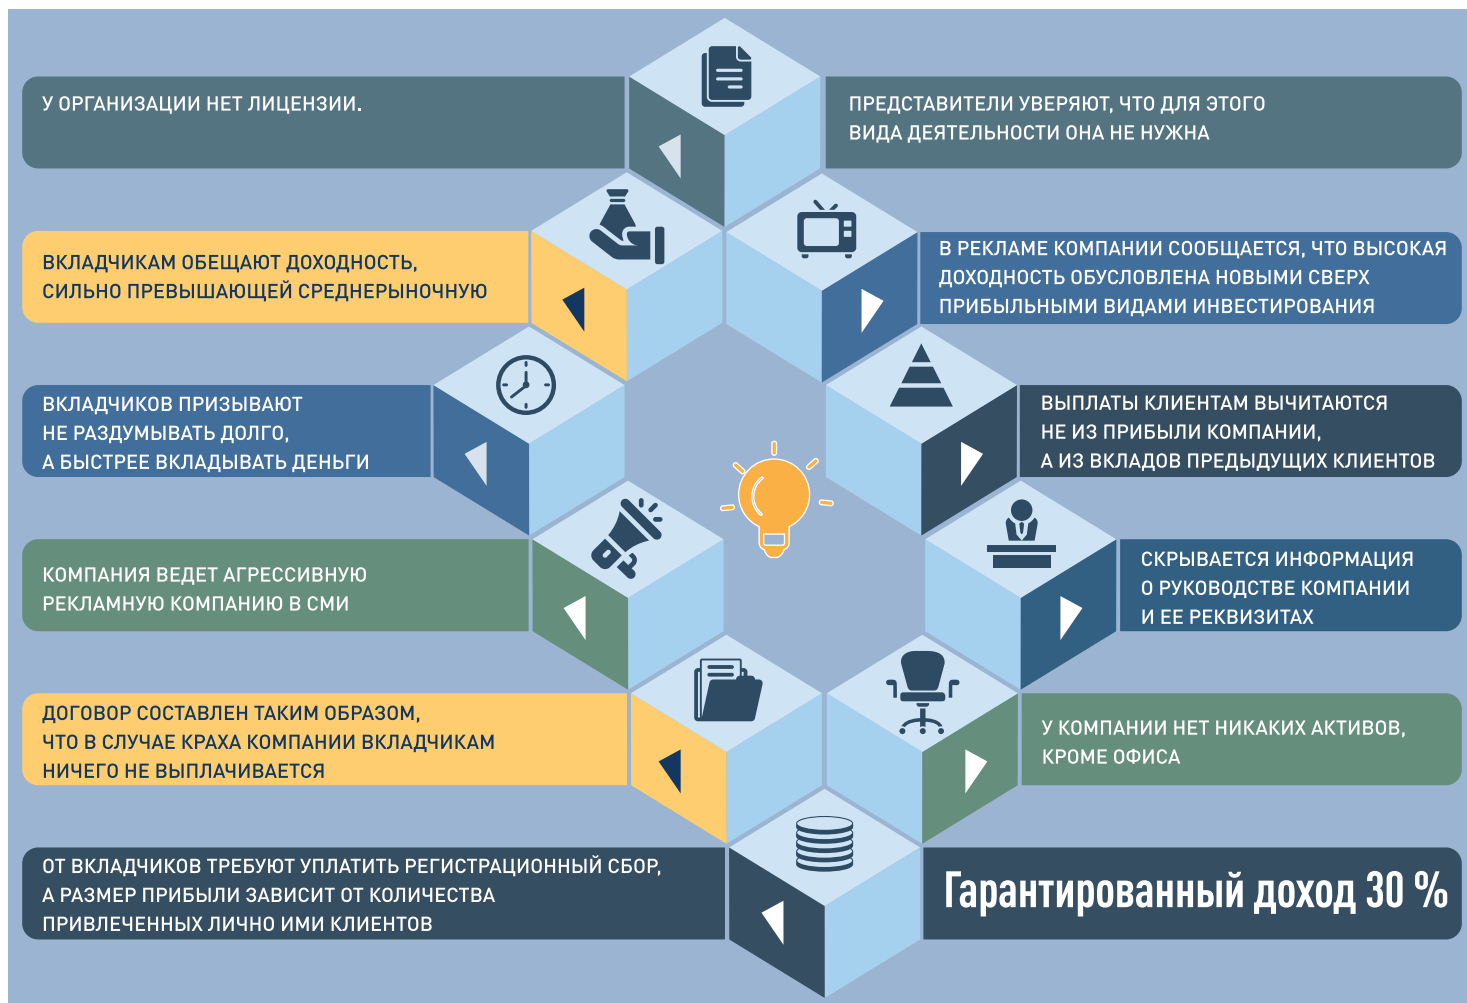 У ОРГАНИЗАЦИИ НЕТ ЛИЦЕНЗИИ.
ПРЕДСТАВИТЕЛИ УВЕРЯЮТ, ЧТО ДЛЯ ЭТОГО
ВИДА ДЕЯТЕЛЬНОСТИ ОНА НЕ НУЖНА
ВКЛАДЧИКАМ ОБЕЩАЮТ ДОХОДНОСТЬ,
СИЛЬНО ПРЕВЫШАЮЩЕЙ СРЕДНЕРЫНОЧНУЮ
В РЕКЛАМЕ КОМПАНИИ СООБЩАЕТСЯ, ЧТО ВЫСОКАЯ
ДОХОДНОСТЬ ОБУСЛОВЛЕНА НОВЫМИ СВЕРХ
ПРИБЫЛЬНЫМИ ВИДАМИ ИНВЕСТИРОВАНИЯ
ВКЛАДЧИКОВ ПРИЗЫВАЮТ
НЕ РАЗДУМЫВАТЬ ДОЛГО,
А БЫСТРЕЕ ВКЛАДЫВАТЬ ДЕНЬГИ
ВЫПЛАТЫ КЛИЕНТАМ ВЫЧИТАЮТСЯ
НЕ ИЗ ПРИБЫЛИ КОМПАНИИ,
А ИЗ ВКЛАДОВ ПРЕДЫДУЩИХ КЛИЕНТОВ
КОМПАНИЯ ВЕДЕТ АГРЕССИВНУЮ
РЕКЛАМНУЮ КОМПАНИЮ В СМИ
СКРЫВАЕТСЯ ИНФОРМАЦИЯ
О РУКОВОДСТВЕ КОМПАНИИ
И ЕЕ РЕКВИЗИТАХ
ДОГОВОР СОСТАВЛЕН ТАКИМ ОБРАЗОМ,
ЧТО В СЛУЧАЕ КРАХА КОМПАНИИ ВКЛАДЧИКАМ
НИЧЕГО НЕ ВЫПЛАЧИВАЕТСЯ
У КОМПАНИИ НЕТ НИКАКИХ АКТИВОВ,
КРОМЕ ОФИСА
ОТ ВКЛАДЧИКОВ ТРЕБУЮТ УПЛАТИТЬ РЕГИСТРАЦИОННЫЙ СБОР,
А РАЗМЕР ПРИБЫЛИ ЗАВИСИТ ОТ КОЛИЧЕСТВА
ПРИВЛЕЧЕННЫХ ЛИЧНО ИМИ КЛИЕНТОВ
Гарантированный доход 30 %